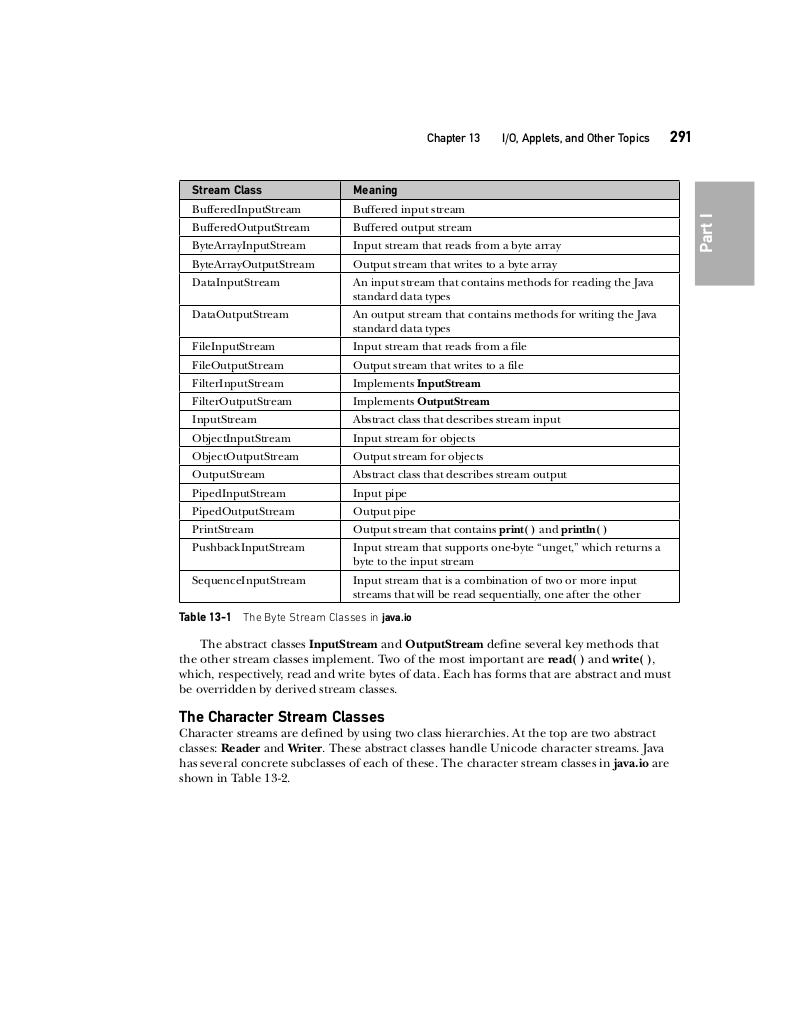 Chapter 13 I/O, Applets, and Other Topics 291
Part I
Stream Class Meaning
BufferedInputStream Buffered input stream
BufferedOutputStream Buffered output stream
ByteArrayInputStream Input stream that reads from a byte array
ByteArrayOutputStream Output stream that writes to a byte array
DataInputStream An input stream that contains methods for reading the Java
standard data types
DataOutputStream An output stream that contains methods for writing the Java
standard data types
FileInputStream Input stream that reads from a file
FileOutputStream Output stream that writes to a file
FilterInputStream Implements InputStream
FilterOutputStream Implements OutputStream
InputStream Abstract class that describes stream input
ObjectInputStream Input stream for objects
ObjectOutputStream Output stream for objects
OutputStream Abstract class that describes stream output
PipedInputStream Input pipe
PipedOutputStream Output pipe
PrintStream Output stream that contains print( ) and println( )
PushbackInputStream Input stream that supports one-byte “unget,” which returns a
byte to the input stream
SequenceInputStream Input stream that is a combination of two or more input
streams that will be read sequentially, one after the other
Table 13-1 The Byte Stream Classes in java.io
The abstract classes InputStream and OutputStream define several key methods that
the other stream classes implement. Two of the most important are read( ) and write( ),
which, respectively, read and write bytes of data. Each has forms that are abstract and must
be overridden by derived stream classes.
The Character Stream Classes
Character streams are defined by using two class hierarchies. At the top are two abstract
classes: Reader and Writer. These abstract classes handle Unicode character streams. Java
has several concrete subclasses of each of these. The character stream classes in java.io are
shown in Table 13-2.